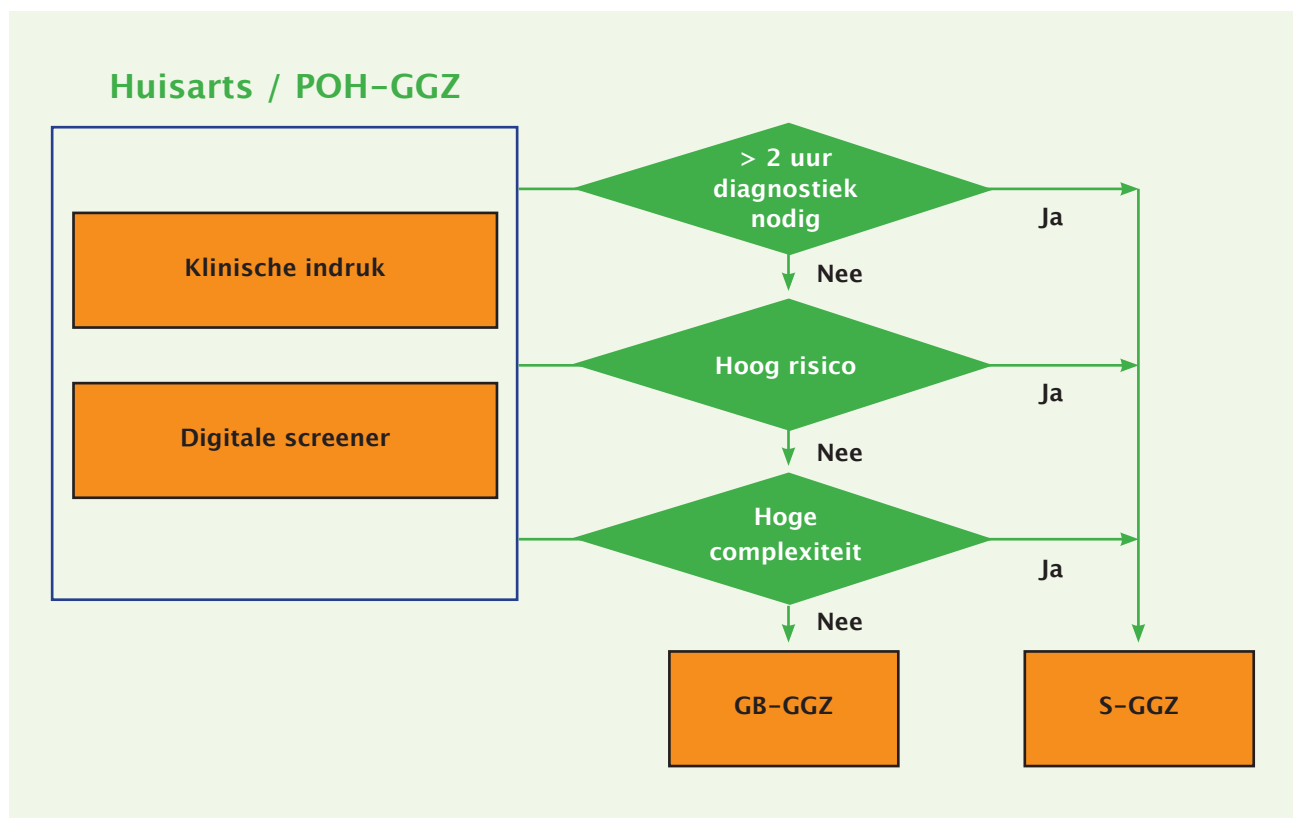 Huisarts / POH-GGZ
Klinische indruk
Digitale screener
> 2 uur
diagnostiek
nodig
Ja
Nee
Hoog risico
Ja
Nee
Hoge
complexiteit
Ja
Nee
GB-GGZ
S-GGZ